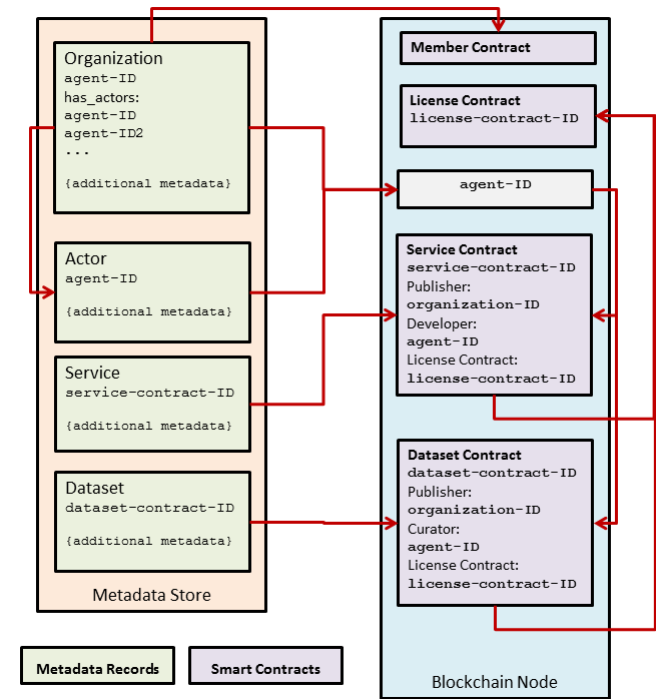 Organization
agent-ID
has_actors:
agent-ID
agent-ID2
...
{additional metadata}
Actor
agent-ID
{additional metadata}
Service
service-contract-ID
{additional metadata}
Dataset
dataset-contract-ID
{additional metadata}
Metadata Store
Member Contract
License Contract
license-contract-ID
agent-ID
Service Contract
service-contract-ID
Publisher:
organization-ID
Developer:
agent-ID
License Contract:
license-contract-ID
Dataset Contract
dataset-contract-ID
Publisher:
organization-ID
Curator:
agent-ID
License Contract:
license-contract-ID
Blockchain Node
Metadata Records
Smart Contracts